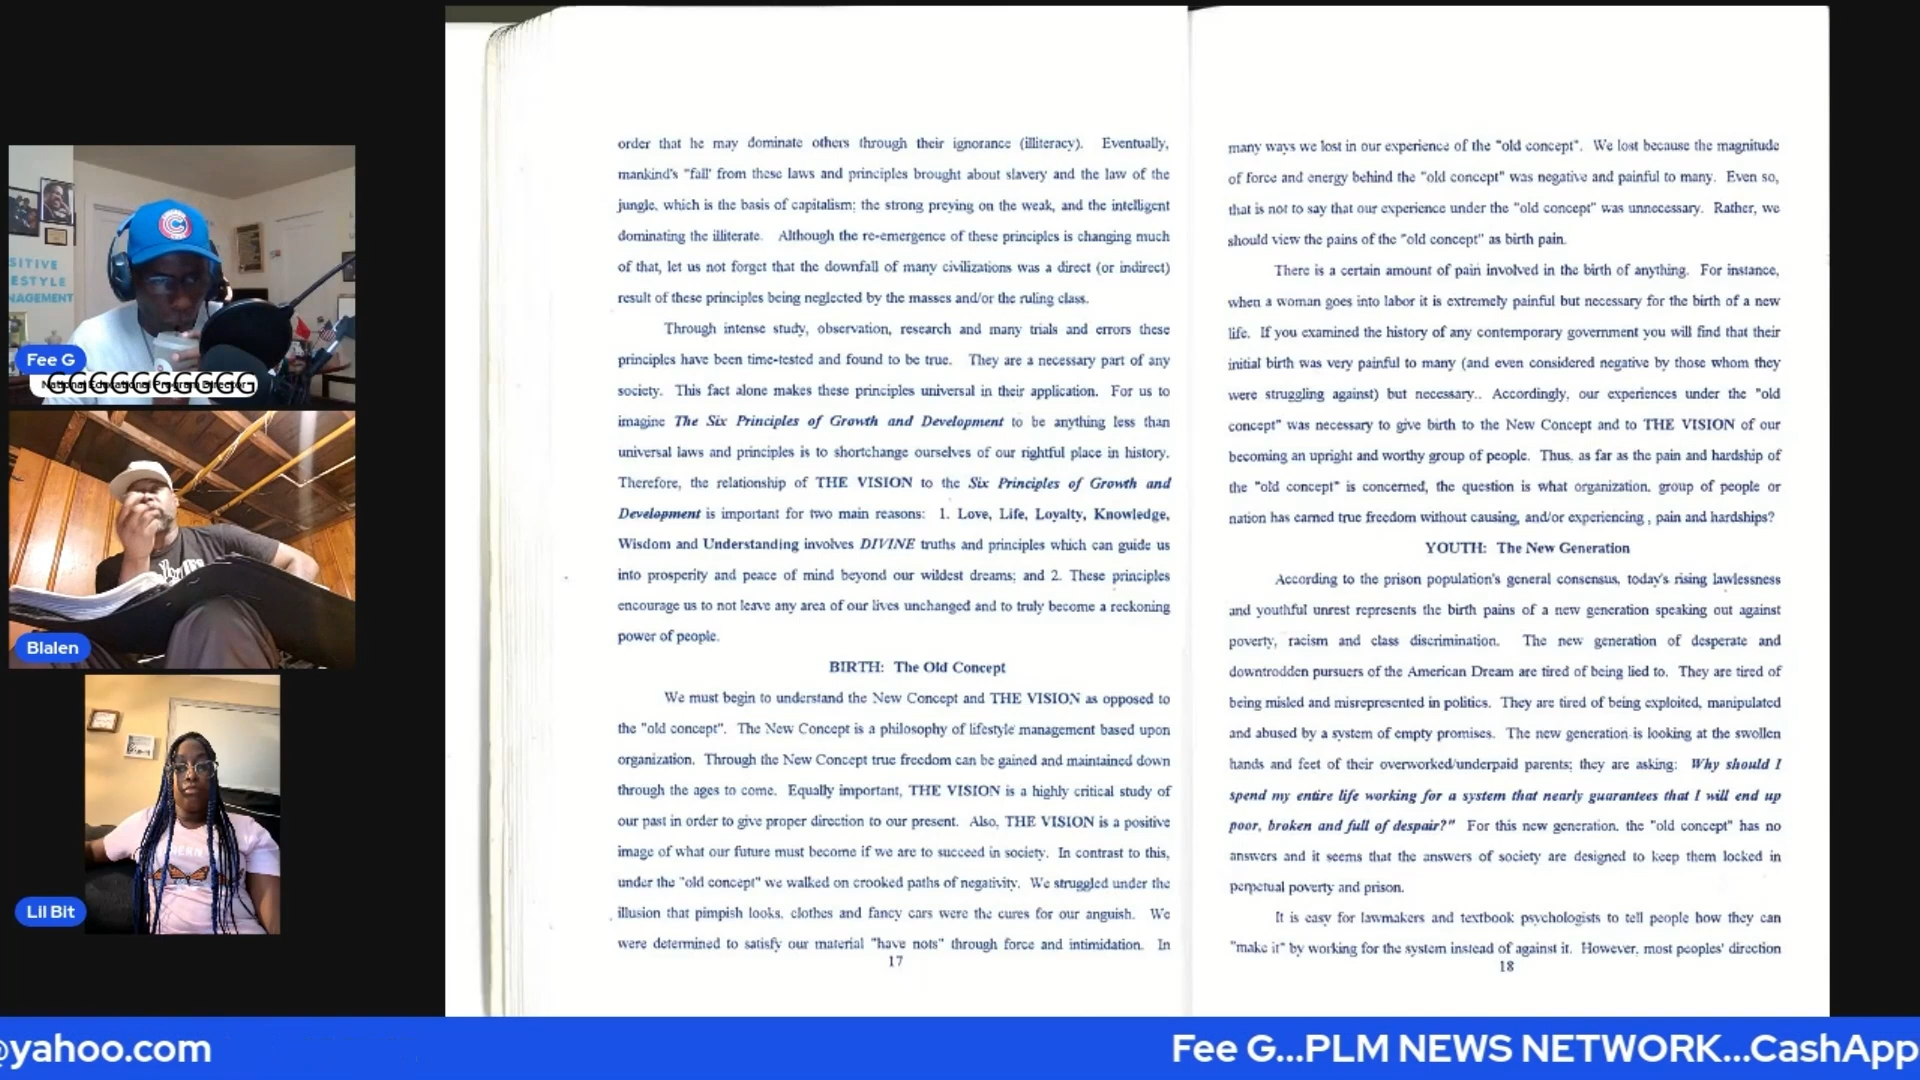 SITIVE
ESTYLE
NAGEMENT
C
Fee G
National Educational Program Director
GGGGGGGGGG
Blalen
Lil Bit
order that he may dominate others through their ignorance (illiteracy). Eventually,
mankind's "fall' from these laws and principles brought about slavery and the law of the
jungle, which is the basis of capitalism; the strong preying on the weak, and the intelligent
dominating the illiterate. Although the re-emergence of these principles is changing much
of that, let us not forget that the downfall of many civilizations was a direct (or indirect)
result of these principles being neglected by the masses and/or the ruling class.
Through intense study, observation, research and many trials and errors these
principles have been time-tested and found to be true. They are a necessary part of any
society. This fact alone makes these principles universal in their application. For us to
imagine The Six Principles of Growth and Development to be anything less than
universal laws and principles is to shortchange ourselves of our rightful place in history.
Therefore, the relationship of THE VISION to the Six Principles of Growth and
Development is important for two main reasons: 1. Love, Life, Loyalty, Knowledge,
Wisdom and Understanding involves DIVINE truths and principles which can guide us
into prosperity and peace of mind beyond our wildest dreams; and 2. These principles
encourage us to not leave any area of our lives unchanged and to truly become a reckoning
power of people.
BIRTH: The Old Concept
We must begin to understand the New Concept and THE VISION as opposed to
the "old concept". The New Concept is a philosophy of lifestyle management based upon
organization. Through the New Concept true freedom can be gained and maintained down
through the ages to come. Equally important, THE VISION is a highly critical study of
our past in order to give proper direction to our present. Also, THE VISION is a positive
image of what our future must become if we are to succeed in society. In contrast to this,
under the "old concept" we walked on crooked paths of negativity. We struggled under the
illusion that pimpish looks, clothes and fancy cars were the cures for our anguish. We
were determined to satisfy our material "have nots" through force and intimidation. In
17
many ways we lost in our experience of the "old concept". We lost because the magnitude
of force and energy behind the "old concept" was negative and painful to many. Even so,
that is not to say that our experience under the "old concept" was unnecessary. Rather, we
should view the pains of the "old concept" as birth pain.
There is a certain amount of pain involved in the birth of anything. For instance,
when a woman goes into labor it is extremely painful but necessary for the birth of a new
life. If you examined the history of any contemporary government you will find that their
initial birth was very painful to many (and even considered negative by those whom they
were struggling against) but necessary.. Accordingly, our experiences under the "old
concept" was necessary to give birth to the New Concept and to THE VISION of our
becoming an upright and worthy group of people. Thus, as far as the pain and hardship of
the "old concept" is concerned, the question is what organization, group of people or
nation has earned true freedom without causing, and/or experiencing , pain and hardships?
YOUTH: The New Generation
According to the prison population's general consensus, today's rising lawlessness
and youthful unrest represents the birth pains of a new generation speaking out against
poverty, racism and class discrimination. The new generation of desperate and
downtrodden pursuers of the American Dream are tired of being lied to. They are tired of
being misled and misrepresented in politics. They are tired of being exploited, manipulated
and abused by a system of empty promises. The new generation is looking at the swollen
hands and feet of their overworked/underpaid parents; they are asking: Why should I
spend my entire life working for a system that nearly guarantees that I will end up
poor, broken and full of despair?" For this new generation, the "old concept" has no
answers and it seems that the answers of society are designed to keep them locked in
perpetual poverty and prison.
It is easy for lawmakers and textbook psychologists to tell people how they can
"make it" by working for the system instead of against it. However, most peoples' direction
18
@yahoo.com
Fee G...PLM NEWS NETWORK...CashApp